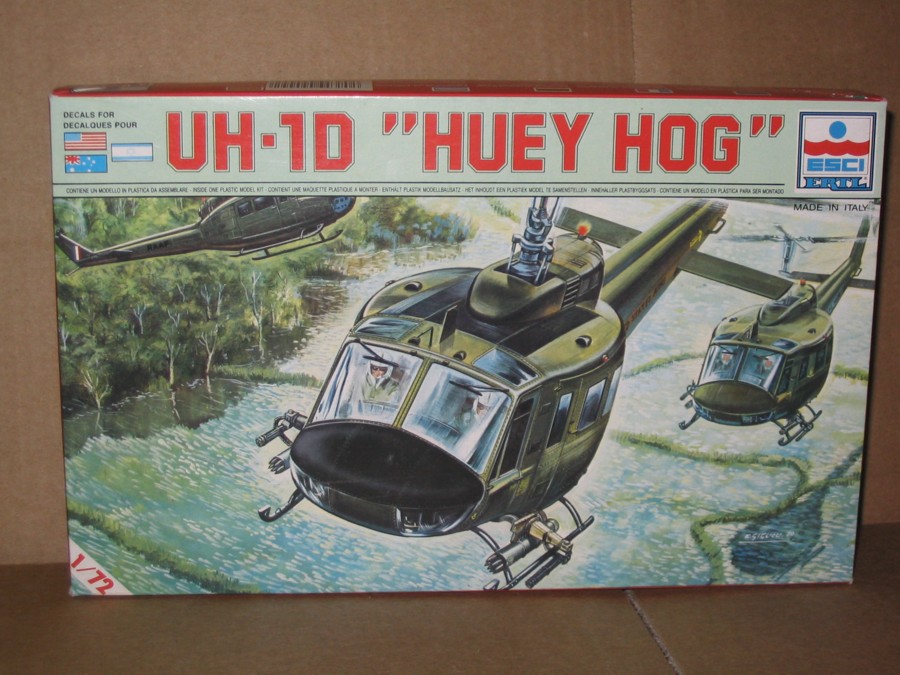 DECALS FOR
DECALQUES POUR
UH-1D "HUEY HOG"
ESCI
ERTL
CONTIENE UN MODELLO IN PLASTICA DA ASSEMBLARE - INSIDE ONE PLASTIC MODEL KIT - CONTIENT UNE MAQUETTE PLASTIQUE A MONTER - ENTHÄLT PLASTIK MODELLBAUSATZ - HET INHOUDT EEN PLASTIEK MODEL TE SAMENSTELLEN - INNEHALLER PLASTBYGGSATS - CONTIENE UN MODELO EN PLÁSTICA PARA SER MONTADO
MADE IN ITALY
1/72